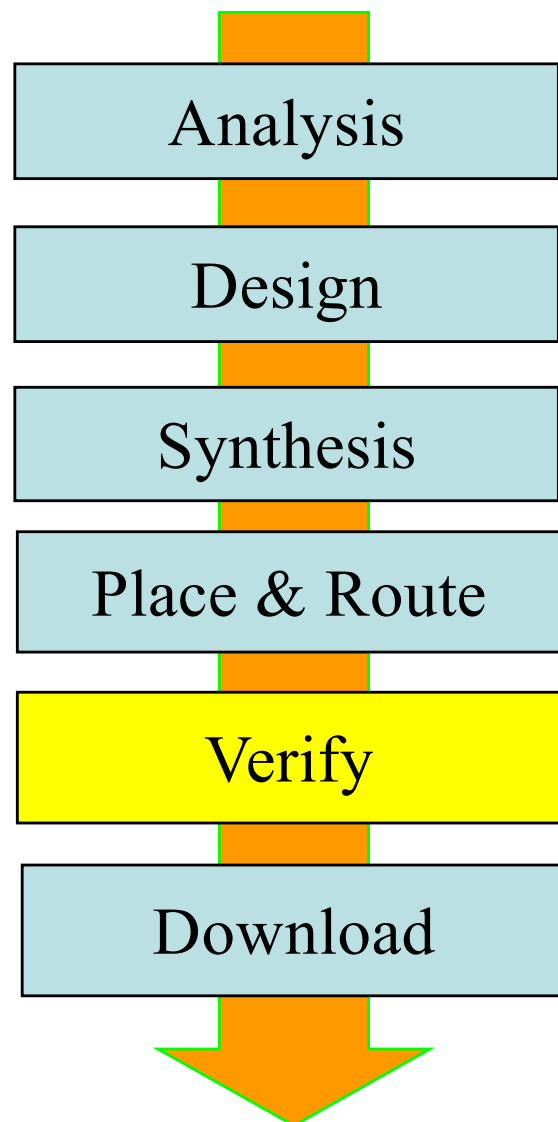 Analysis
Design
Synthesis
Place & Route
Verify
Download